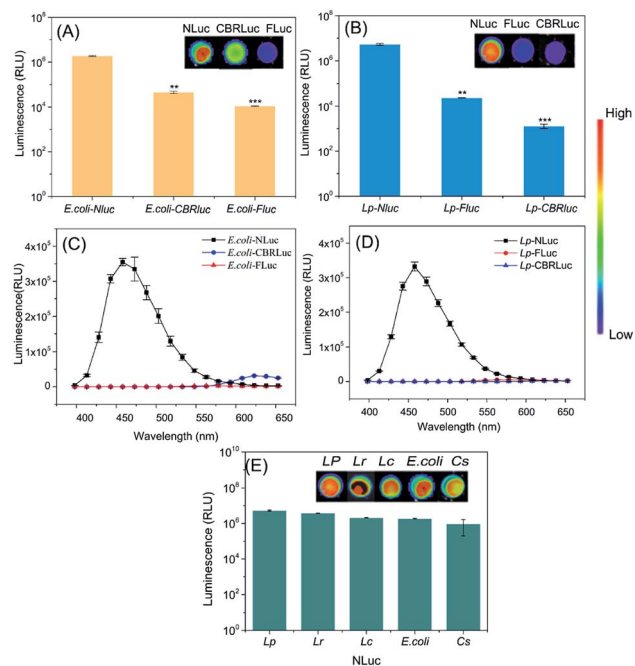 (A)
NLuc CBRLuc FLuc
Luminescence (RLU)
10^8
10^6
10^4
10^2
10^0
**
***
E.coli-Nluc E.coli-CBRluc E.coli-Fluc
(B)
NLuc FLuc CBRLuc
Luminescence (RLU)
10^8
10^6
10^4
10^2
10^0
**
***
Lp-Nluc Lp-Fluc Lp-CBRluc
High
Low
(C)
E.coli-NLuc
E.coli-CBRLuc
E.coli-FLuc
Luminescence(RLU)
4x10^5
3x10^5
2x10^5
1x10^5
0
400 450 500 550 600 650
Wavelength (nm)
(D)
Lp-NLuc
Lp-FLuc
Lp-CBRLuc
Luminescence (RLU)
4x10^5
3x10^5
2x10^5
1x10^5
0
400 450 500 550 600 650
Wavelength (nm)
(E)
LP Lr Lc E.coli Cs
Luminescence (RLU)
10^10
10^8
10^6
10^4
10^2
10^0
Lp Lr Lc E.coli Cs
NLuc